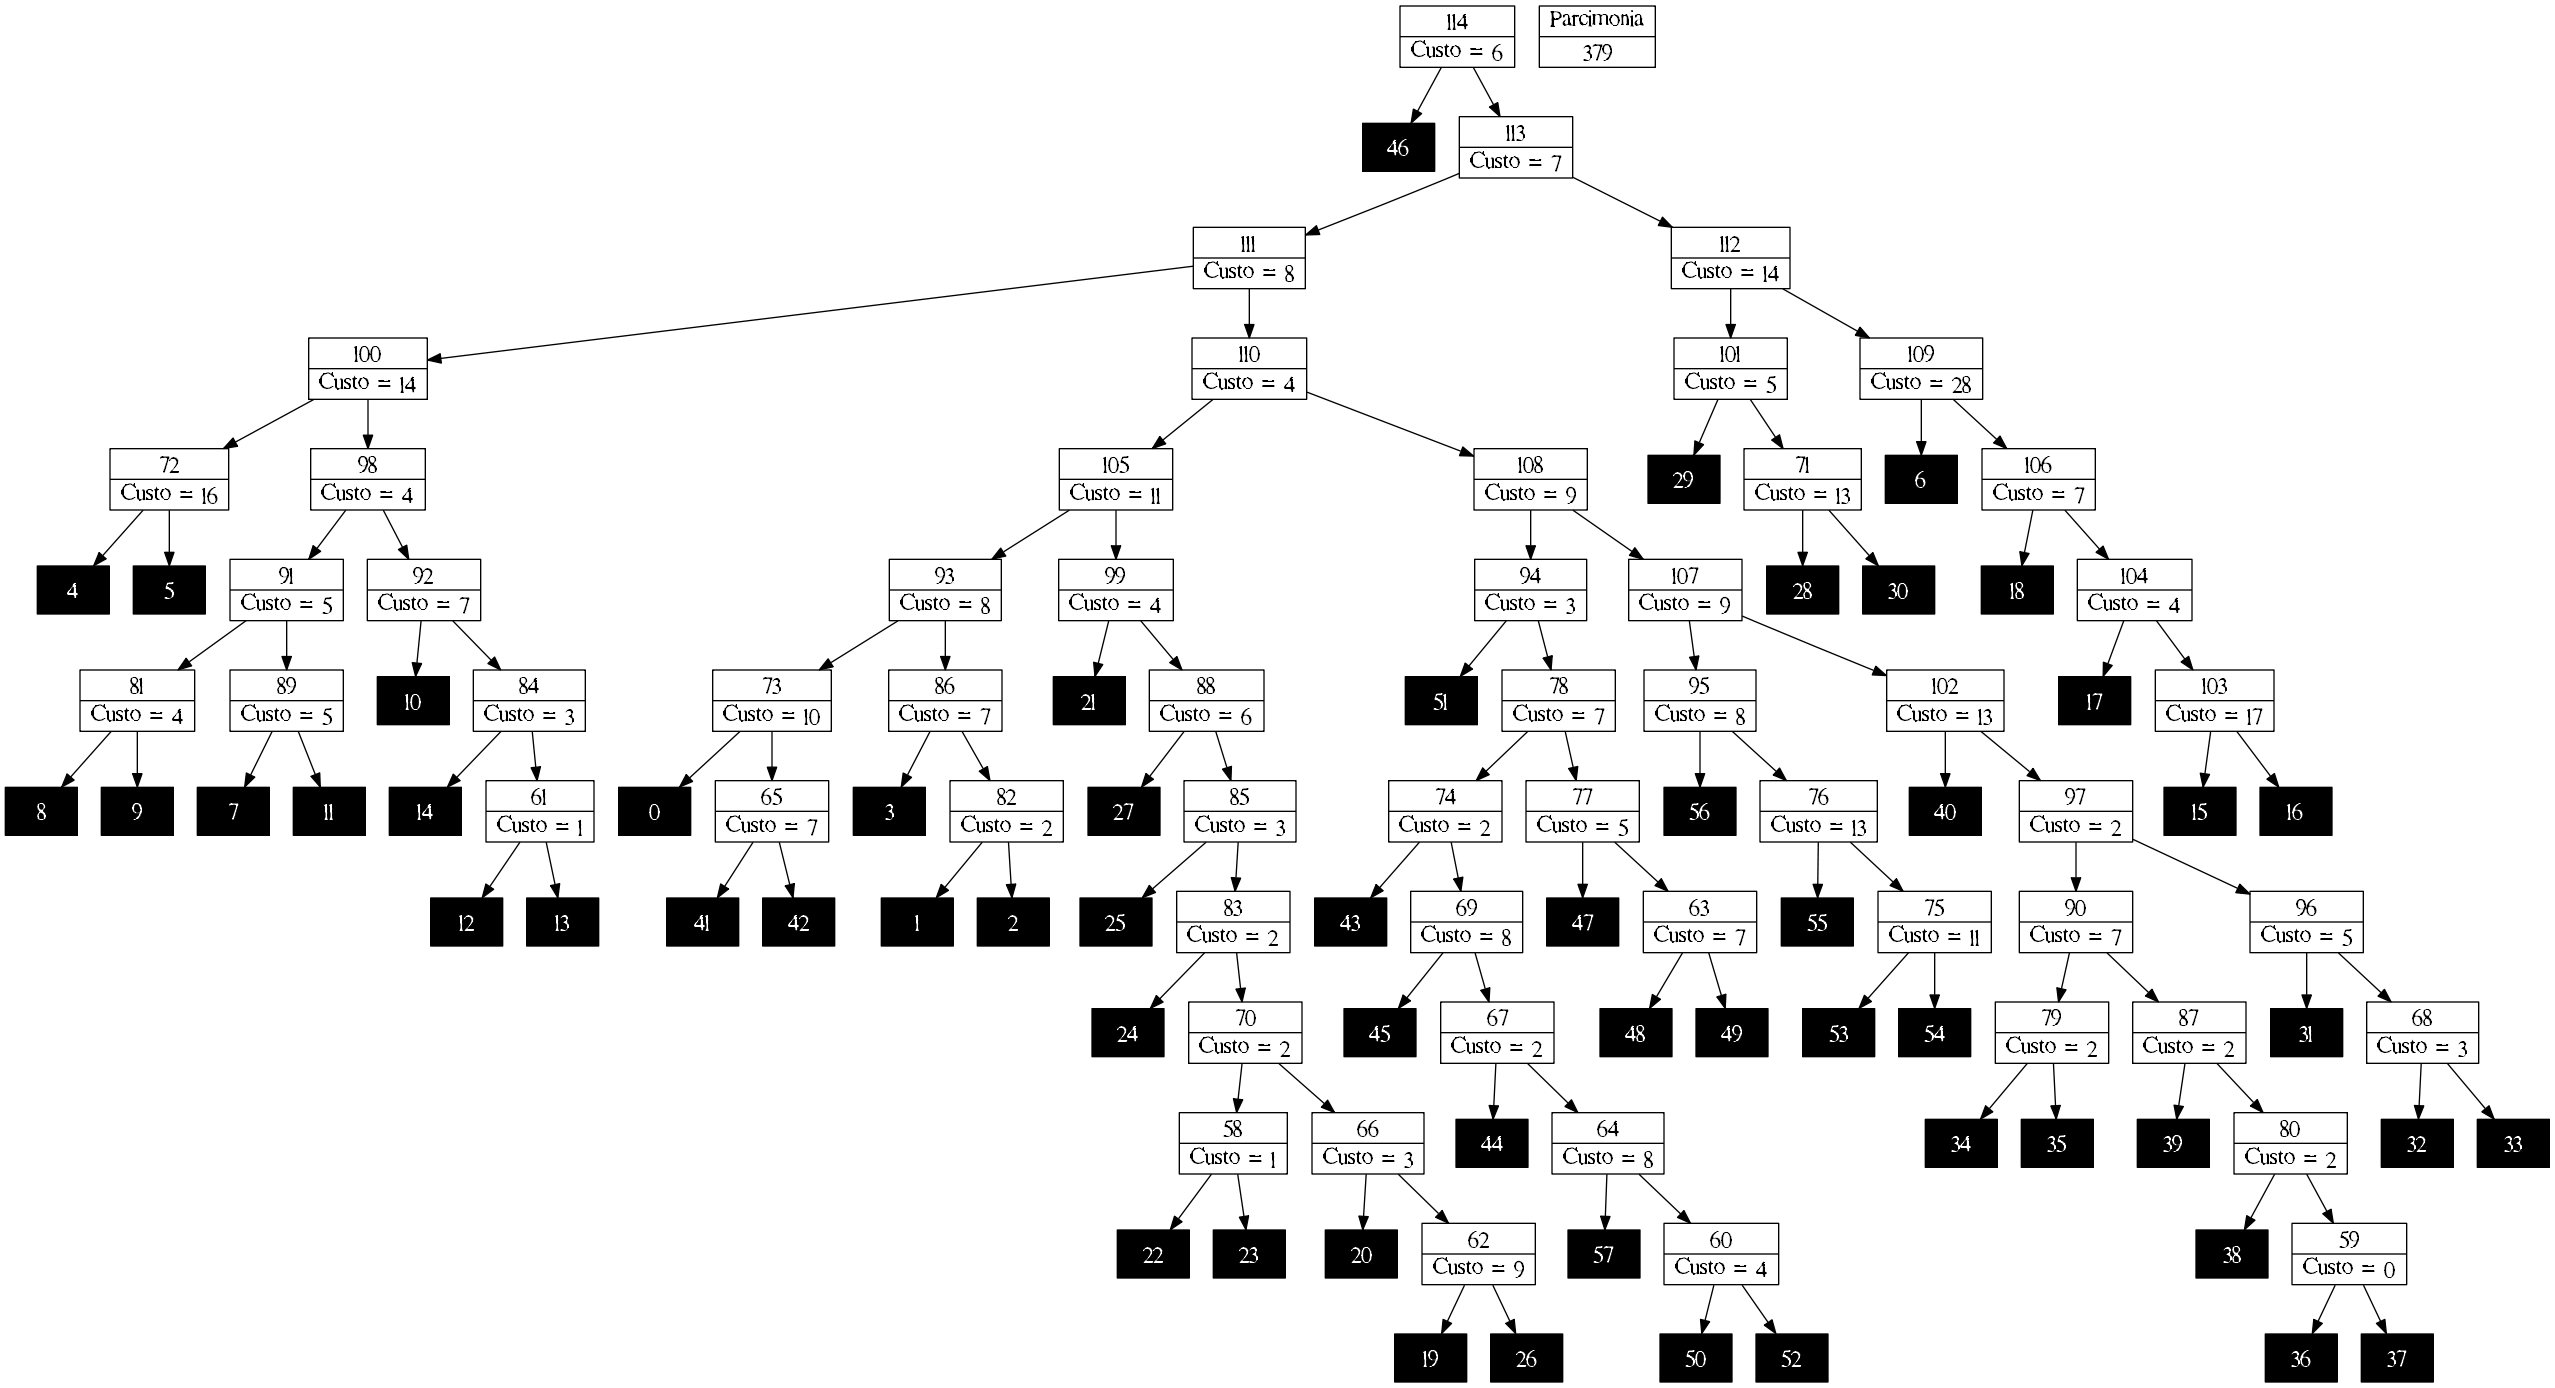 114
Custo = 6
Parcimonia
379
46
113
Custo = 7
111
Custo = 8
112
Custo = 14
100
Custo = 14
110
Custo = 4
101
Custo = 5
109
Custo = 28
72
Custo = 16
98
Custo = 4
105
Custo = 11
108
Custo = 9
29
71
Custo = 13
6
106
Custo = 7
4
5
91
Custo = 5
92
Custo = 7
93
Custo = 8
99
Custo = 4
94
Custo = 3
107
Custo = 9
28
30
18
104
Custo = 4
81
Custo = 4
89
Custo = 5
10
84
Custo = 3
73
Custo = 10
86
Custo = 7
21
88
Custo = 6
51
78
Custo = 7
95
Custo = 8
102
Custo = 13
17
103
Custo = 17
8
9
7
11
14
61
Custo = 1
0
65
Custo = 7
3
82
Custo = 2
27
85
Custo = 3
74
Custo = 2
77
Custo = 5
56
76
Custo = 13
40
97
Custo = 2
15
16
12
13
41
42
1
2
25
83
Custo = 2
43
69
Custo = 8
47
63
Custo = 7
55
75
Custo = 11
90
Custo = 7
96
Custo = 5
24
70
Custo = 2
45
67
Custo = 2
48
49
53
54
79
Custo = 2
87
Custo = 2
31
68
Custo = 3
58
Custo = 1
66
Custo = 3
44
64
Custo = 8
34
35
39
80
Custo = 2
32
33
22
23
20
62
Custo = 9
57
60
Custo = 4
38
59
Custo = 0
19
26
50
52
36
37